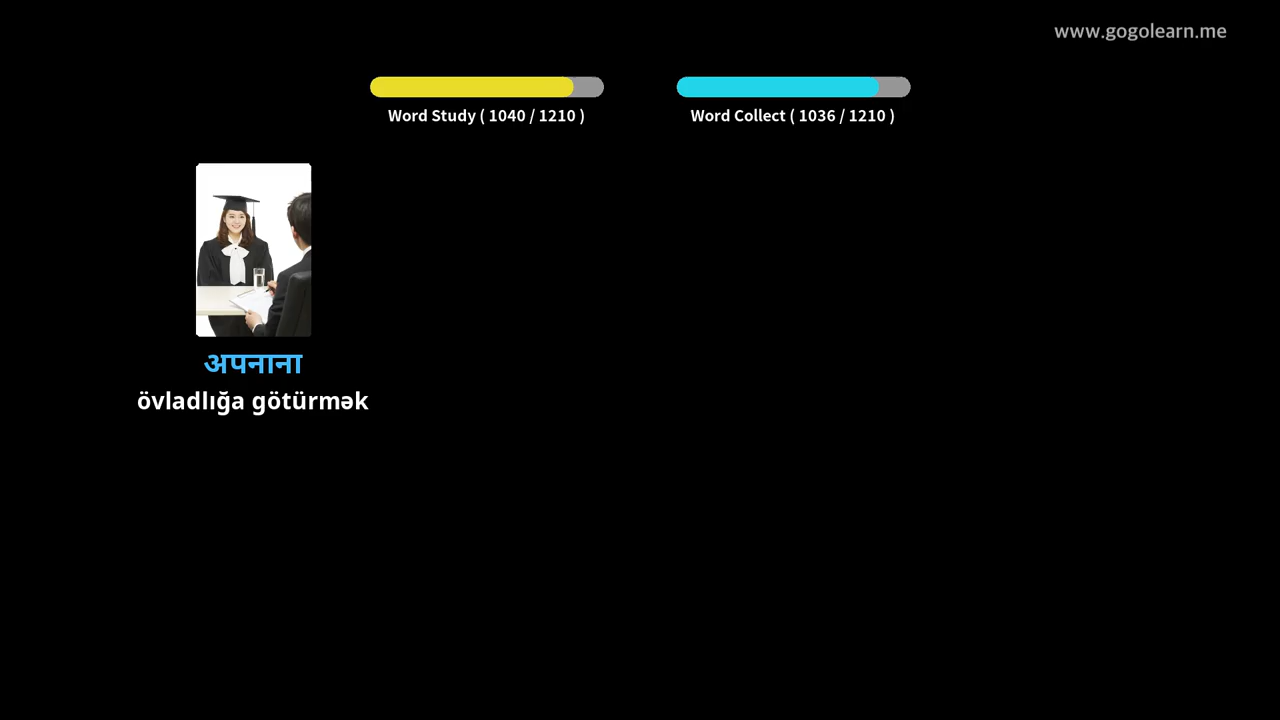 www.gogolearn.me
Word Study ( 1040 / 1210 )
Word Collect ( 1036 / 1210 )
अपनाना
övladlığa götürmək